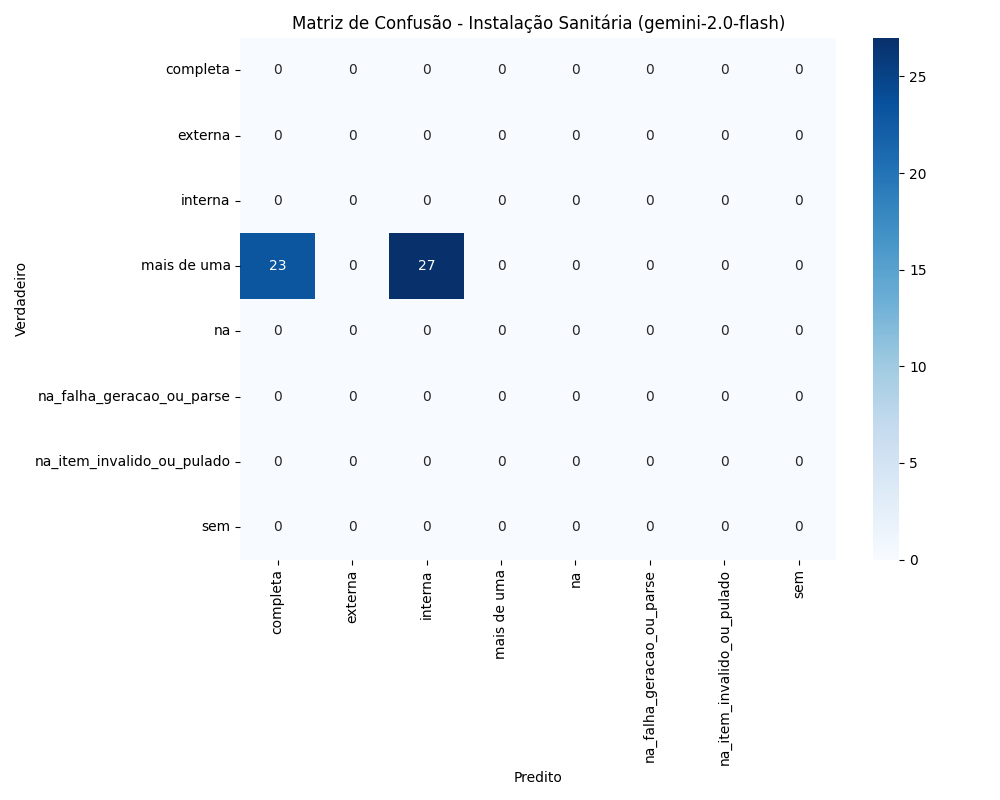 Matriz de Confusão - Instalação Sanitária (gemini-2.0-flash)
completa 0 0 0 0 0 0 0 0
externa 0 0 0 0 0 0 0 0
interna 0 0 0 0 0 0 0 0
mais de uma 23 0 27 0 0 0 0 0
na 0 0 0 0 0 0 0 0
na_falha_geracao_ou_parse 0 0 0 0 0 0 0 0
na_item_invalido_ou_pulado 0 0 0 0 0 0 0 0
sem 0 0 0 0 0 0 0 0
Verdadeiro
completa
externa
interna
mais de uma
na
na_falha_geracao_ou_parse
na_item_invalido_ou_pulado
sem
Predito
25
20
15
10
5
0